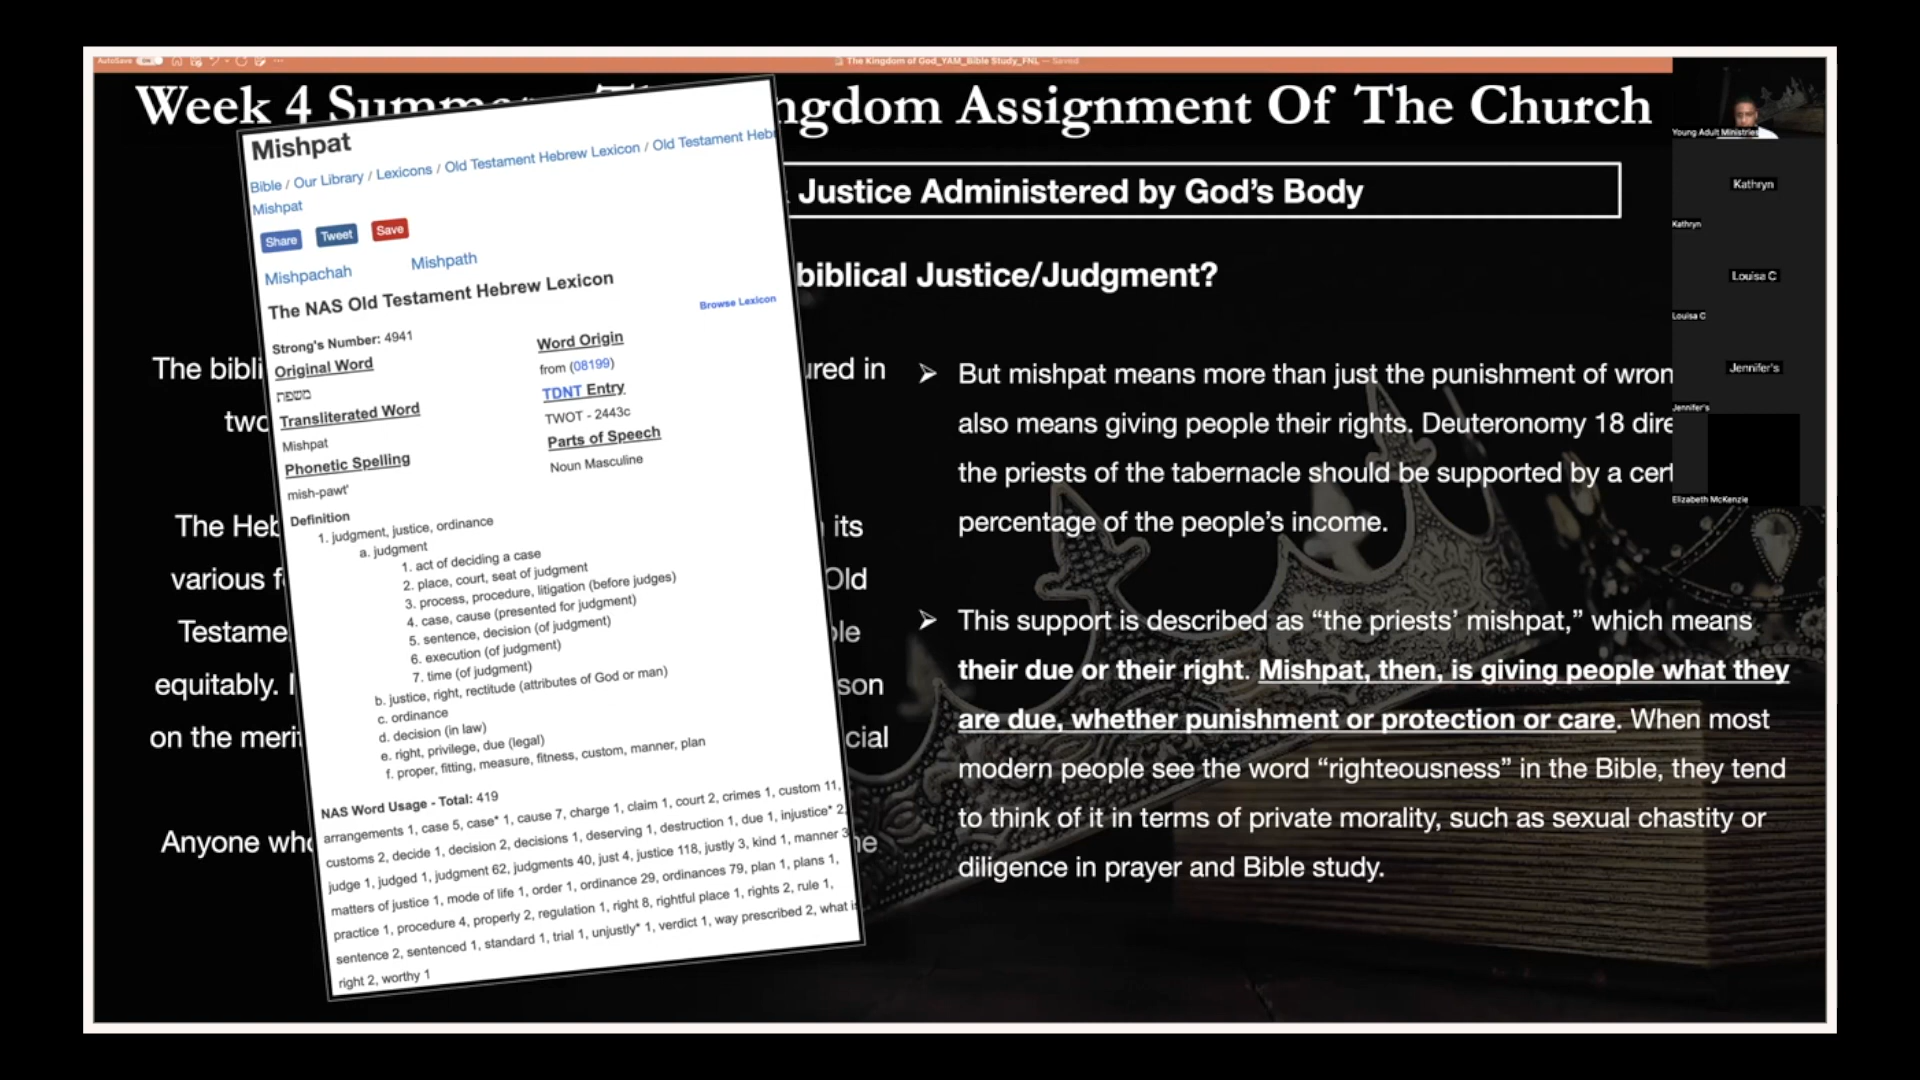 AutoSave
The Kingdom of God_YAM_Bible Study_FNL — Saved
Week 4 ngdom Assignment Of The Church
Justice Administered by God's Body
biblical Justice/Judgment?
The ured in
two
The its
various Old
equitably. son
on the cial
Anyone he
Mishpat
Bible / Our Library / Lexicons / Old Testament Hebrew Lexicon / Old Testament Hebr
Mishpat
Share Tweet Save
Mishpachah Mishpath
The NAS Old Testament Hebrew Lexicon
Browse Lexicon
Strong's Number: 4941
Original Word
משפת
Transliterated Word
Mishpat
Phonetic Spelling
mish-pawt'
Word Origin
from (08199)
TDNT Entry
TWOT - 2443c
Parts of Speech
Noun Masculine
Definition
1. judgment, justice, ordinance
a. judgment
1. act of deciding a case
2. place, court, seat of judgment
3. process, procedure, litigation (before judges)
4. case, cause (presented for judgment)
5. sentence, decision (of judgment)
6. execution (of judgment)
7. time (of judgment)
b. justice, right, rectitude (attributes of God or man)
c. ordinance
d. decision (in law)
e. right, privilege, due (legal)
f. proper, fitting, measure, fitness, custom, manner, plan
NAS Word Usage - Total: 419
arrangements 1, case 5, case* 1, cause 7, charge 1, claim 1, court 2, crimes 1, custom 11,
customs 2, decide 1, decision 2, decisions 1, deserving 1, destruction 1, due 1, injustice* 2,
judge 1, judged 1, judgment 62, judgments 40, just 4, justice 118, justly 3, kind 1, manner 3
matters of justice 1, mode of life 1, order 1, ordinance 29, ordinances 79, plan 1, plans 1,
practice 1, procedure 4, properly 2, regulation 1, right 8, rightful place 1, rights 2, rule 1,
sentence 2, sentenced 1, standard 1, trial 1, unjustly* 1, verdict 1, way prescribed 2, what is
right 2, worthy 1
➢ But mishpat means more than just the punishment of wron
also means giving people their rights. Deuteronomy 18 dire
the priests of the tabernacle should be supported by a cert
percentage of the people's income.
➢ This support is described as “the priests’ mishpat,” which means
their due or their right. Mishpat, then, is giving people what they
are due, whether punishment or protection or care. When most
modern people see the word “righteousness” in the Bible, they tend
to think of it in terms of private morality, such as sexual chastity or
diligence in prayer and Bible study.
Young Adult Ministries
Kathryn
Kathryn
Louisa C
Louisa C
Jennifer's
Jennifer's
Elizabeth McKenzie